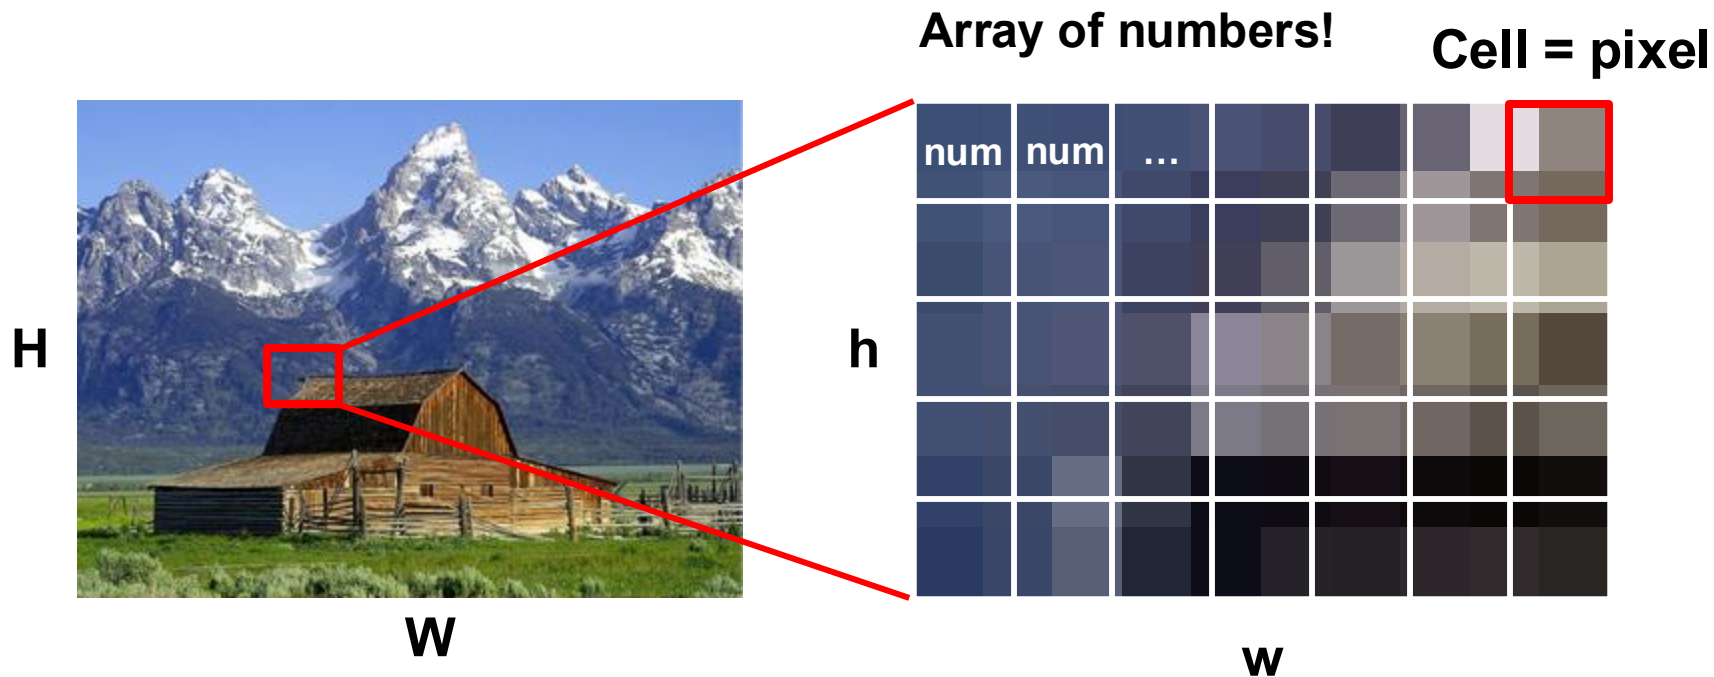 Array of numbers!
Cell = pixel
num num ...
H
h
W
w